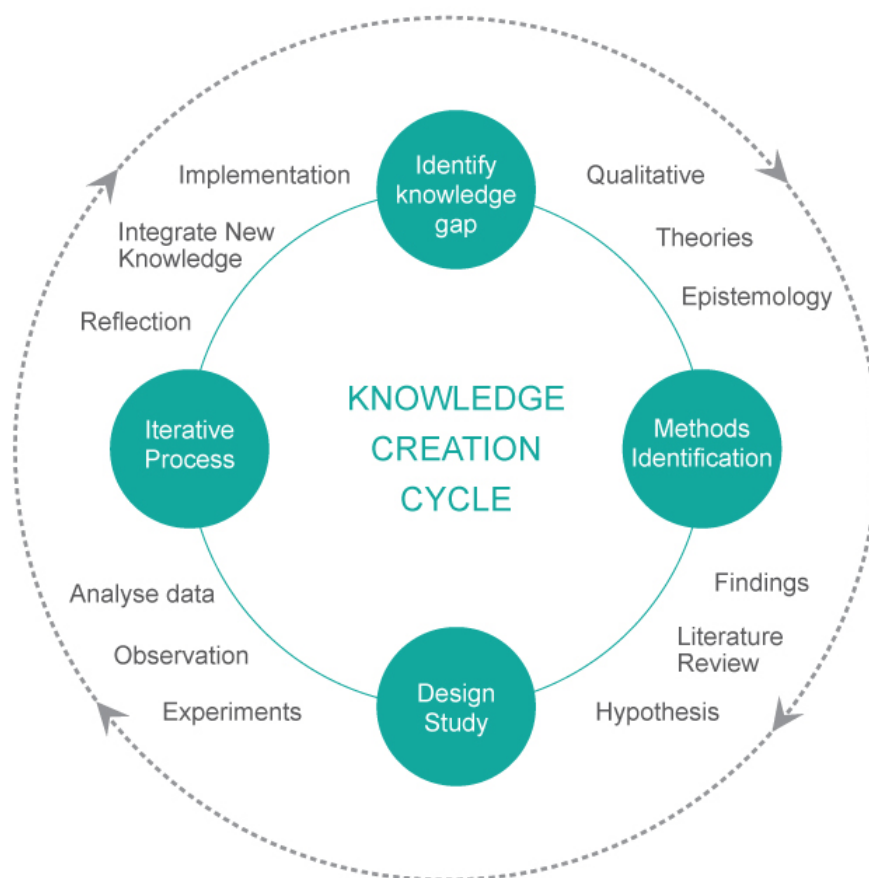 Identify
knowledge
gap
Implementation
Qualitative
Integrate New
Knowledge
Theories
Epistemology
Reflection
KNOWLEDGE
CREATION
CYCLE
Iterative
Process
Methods
Identification
Analyse data
Findings
Observation
Literature
Review
Experiments
Design
Study
Hypothesis